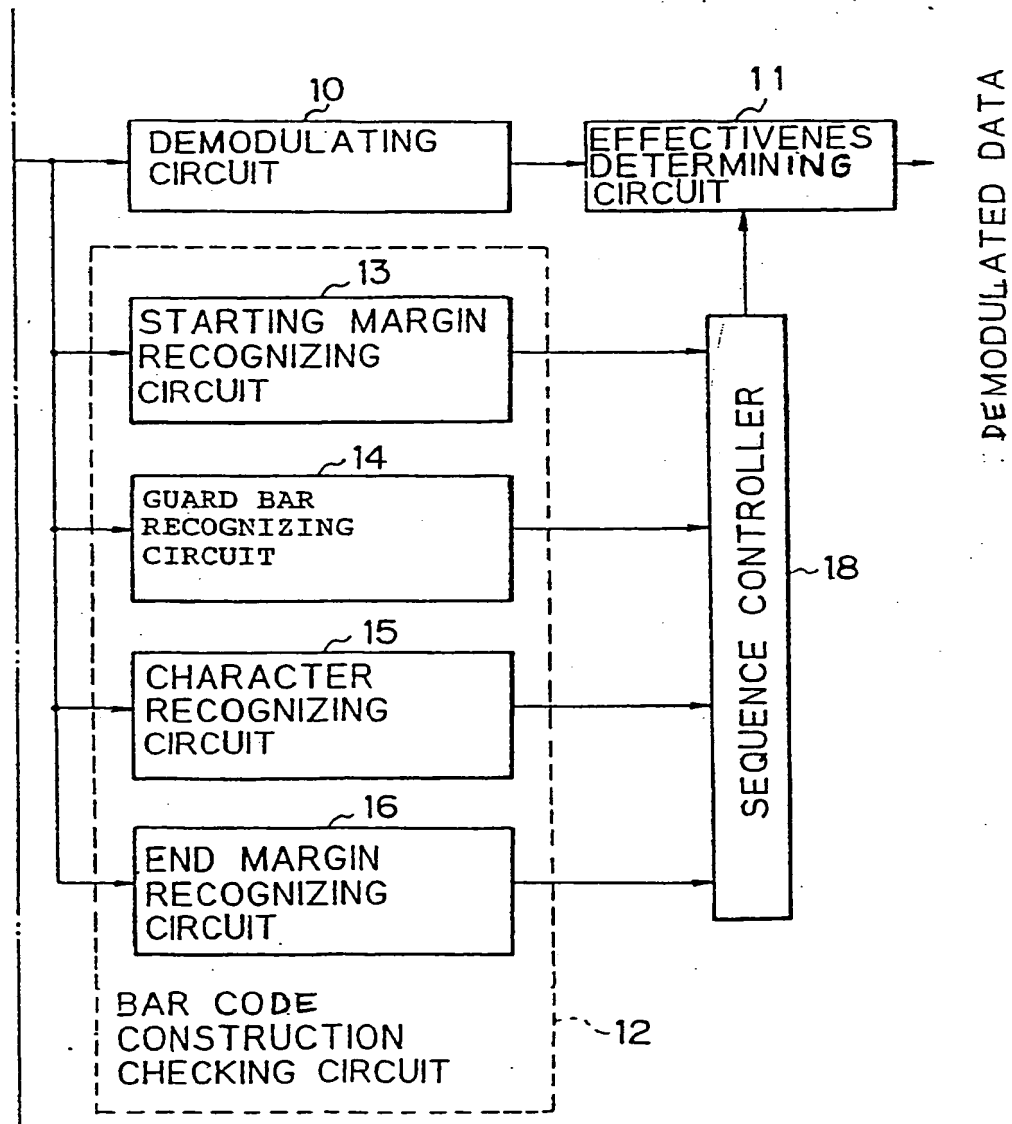 10
DEMODULATING
CIRCUIT
11
EFFECTIVENES
DETERMINING
CIRCUIT
: DEMODULATED DATA
13
STARTING MARGIN
RECOGNIZING
CIRCUIT
14
GUARD BAR
RECOGNIZING
CIRCUIT
15
CHARACTER
RECOGNIZING
CIRCUIT
16
END MARGIN
RECOGNIZING
CIRCUIT
SEQUENCE CONTROLLER
18
BAR CODE
CONSTRUCTION
CHECKING CIRCUIT
12